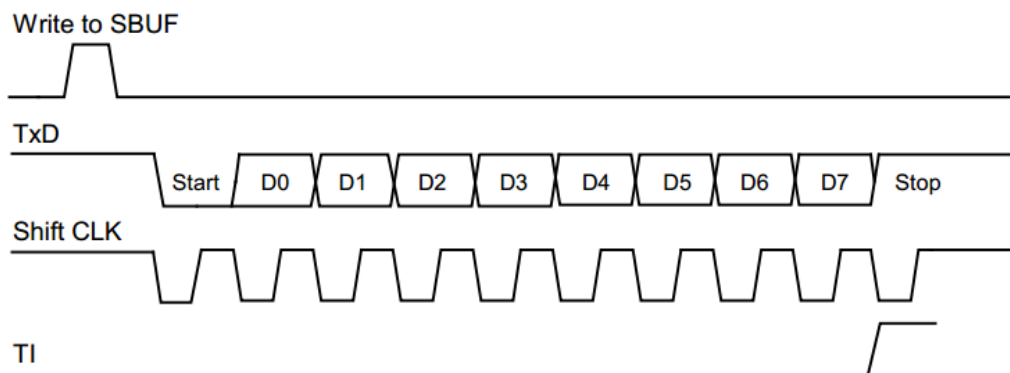 Write to SBUF
TxD
Start D0 D1 D2 D3 D4 D5 D6 D7 Stop
Shift CLK
TI